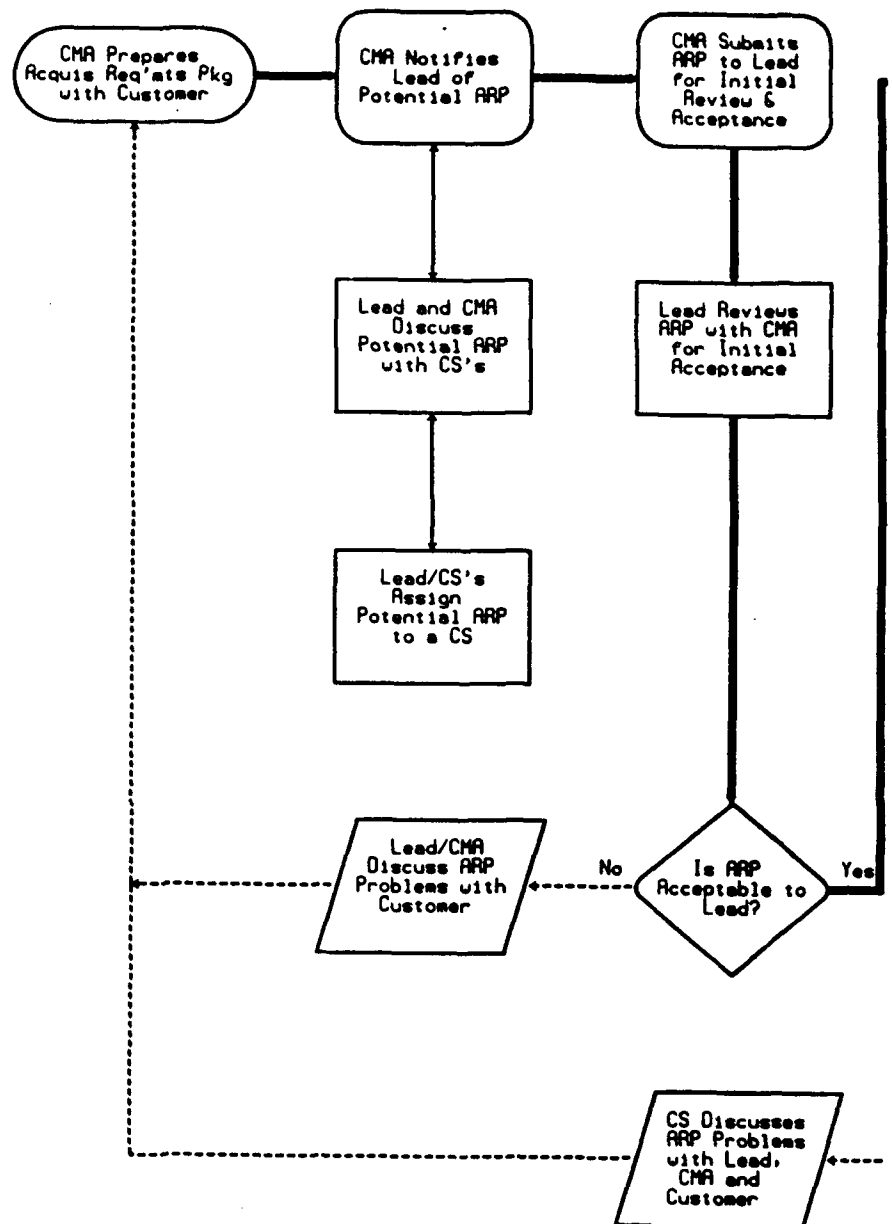 CMA Prepares
Acquis Req'mts Pkg
with Customer
CMA Notifies
Lead of
Potential ARP
CMA Submits
ARP to Lead
for Initial
Review &
Acceptance
Lead and CMA
Discuss
Potential ARP
with CS's
Lead Reviews
ARP with CMA
for Initial
Acceptance
Lead/CS's
Assign
Potential ARP
to a CS
Lead/CMA
Discuss ARP
Problems with
Customer
No
Is ARP
Acceptable to
Lead?
Yes
CS Discusses
ARP Problems
with Lead,
CMA and
Customer